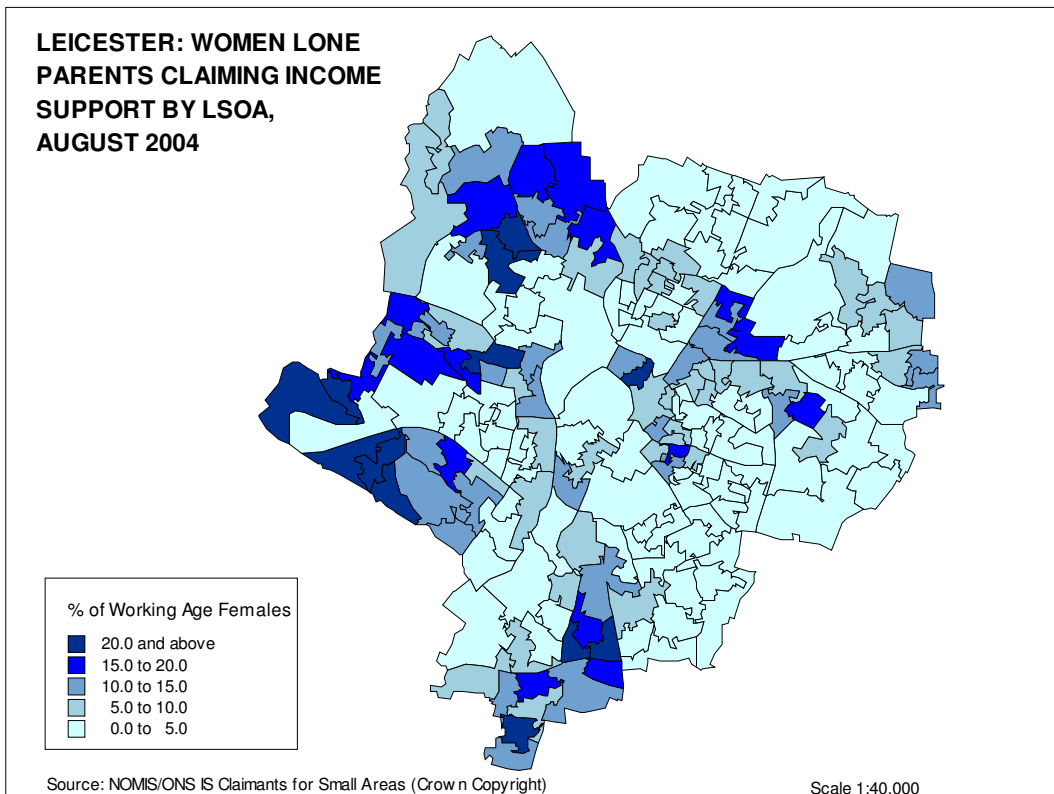 LEICESTER: WOMEN LONE
PARENTS CLAIMING INCOME
SUPPORT BY LSOA,
AUGUST 2004
% of Working Age Females
20.0 and above
15.0 to 20.0
10.0 to 15.0
5.0 to 10.0
0.0 to 5.0
Source: NOMIS/ONS IS Claimants for Small Areas (Crown Copyright)
Scale 1:40,000